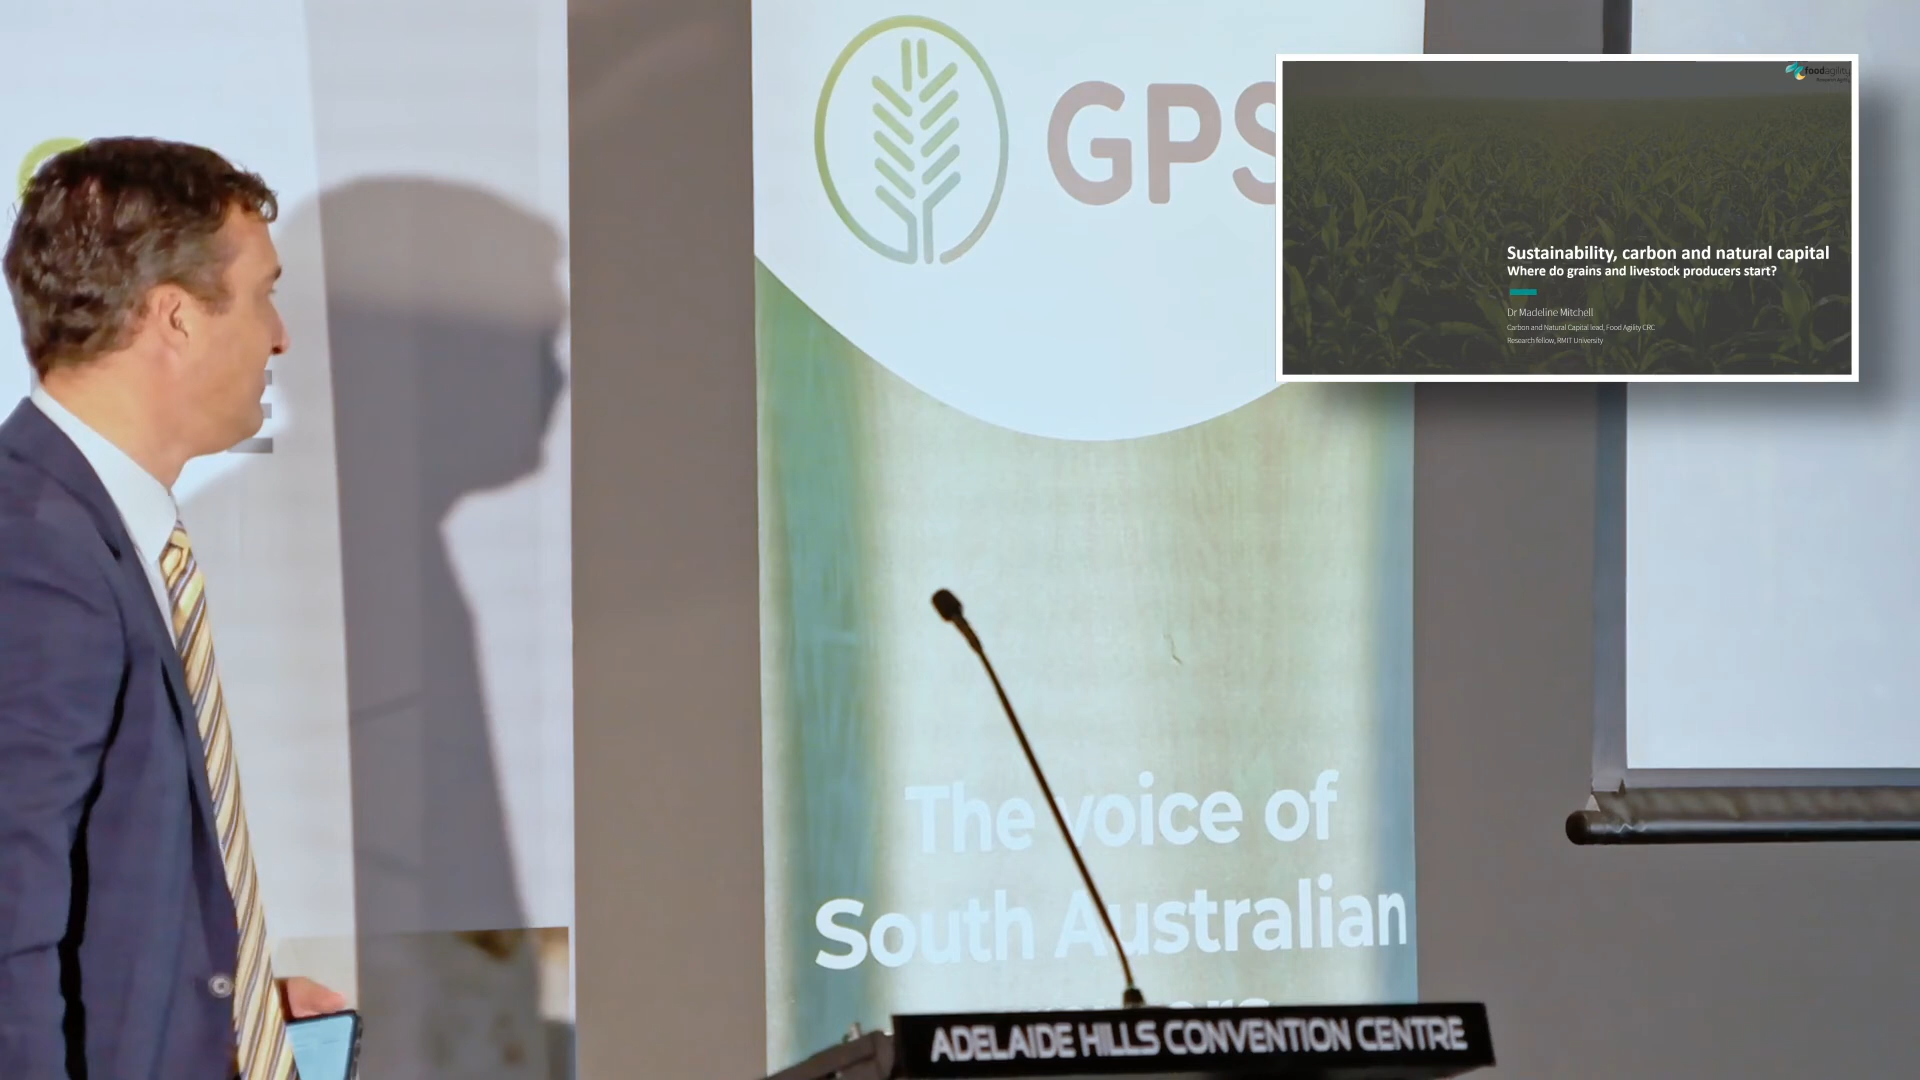 GPS
foodagility
Sustainability, carbon and natural capital
Where do grains and livestock producers start?
Dr Madeline Mitchell
Carbon and Natural Capital lead, Food Agility CRC
Research fellow, RMIT University
The voice of
South Australian
ADELAIDE HILLS CONVENTION CENTRE